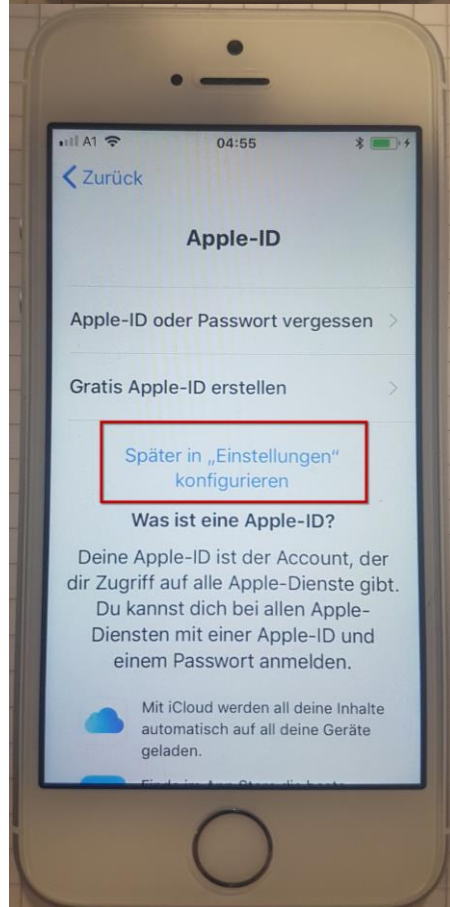 A1 04:55
Zurück
Apple-ID
Apple-ID oder Passwort vergessen
Gratis Apple-ID erstellen
Später in „Einstellungen“
konfigurieren
Was ist eine Apple-ID?
Deine Apple-ID ist der Account, der
dir Zugriff auf alle Apple-Dienste gibt.
Du kannst dich bei allen Apple-
Diensten mit einer Apple-ID und
einem Passwort anmelden.
Mit iCloud werden all deine Inhalte
automatisch auf all deine Geräte
geladen.